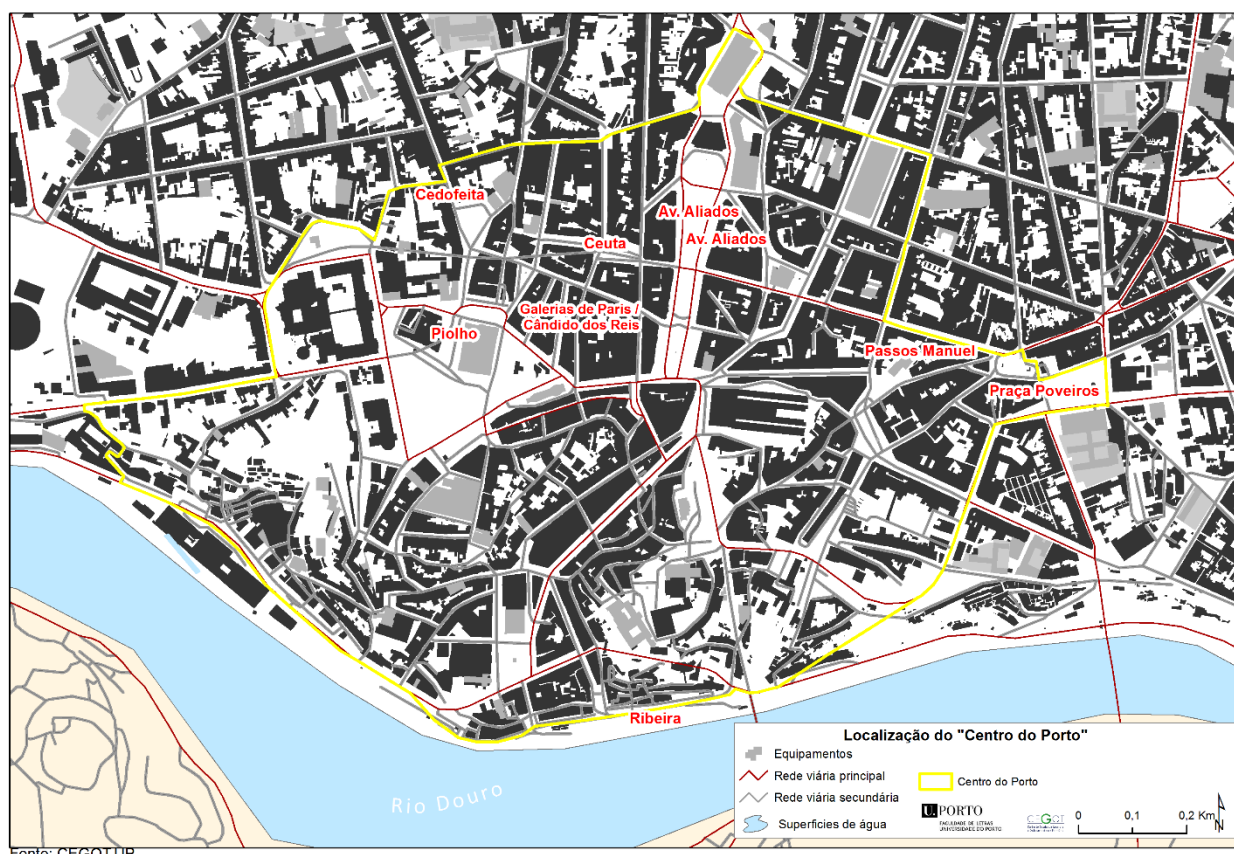 Cedofeita
Av. Aliados
Av. Aliados
Ceuta
Galerias de Paris /
Cândido dos Reis
Piolho
Passos Manuel
Praça Poveiros
Ribeira
Rio Douro
Localização do "Centro do Porto"
Equipamentos
Rede viária principal
Rede viária secundária
Superfícies de água
Centro do Porto
U. PORTO
FACULDADE DE LETRAS
UNIVERSIDADE DO PORTO
CEGOT
0 0,1 0,2 Km
N
Fonte: CEGOT.UP